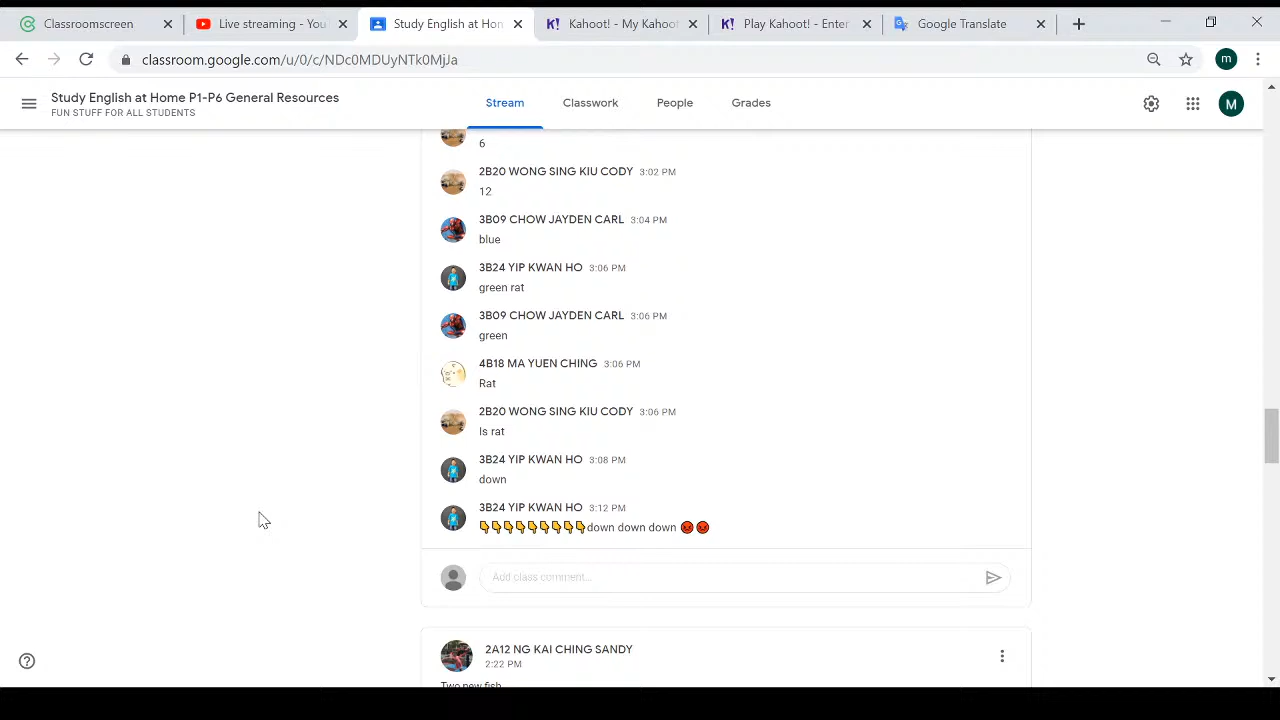 Classroomscreen
Live streaming - You
Study English at Hom
Kahoot! - My Kahoot
Play Kahoot! - Enter
Google Translate
classroom.google.com/u/0/c/NDc0MDUyNTk0MjJa
m
Study English at Home P1-P6 General Resources
FUN STUFF FOR ALL STUDENTS
Stream
Classwork
People
Grades
M
6
2B20 WONG SING KIU CODY 3:02 PM
12
3B09 CHOW JAYDEN CARL 3:04 PM
blue
3B24 YIP KWAN HO 3:06 PM
green rat
3B09 CHOW JAYDEN CARL 3:06 PM
green
4B18 MA YUEN CHING 3:06 PM
Rat
2B20 WONG SING KIU CODY 3:06 PM
Is rat
3B24 YIP KWAN HO 3:08 PM
down
3B24 YIP KWAN HO 3:12 PM
👇👇👇👇👇👇👇👇👇down down down 😡😡
Add class comment...
2A12 NG KAI CHING SANDY
2:22 PM
Two new fish